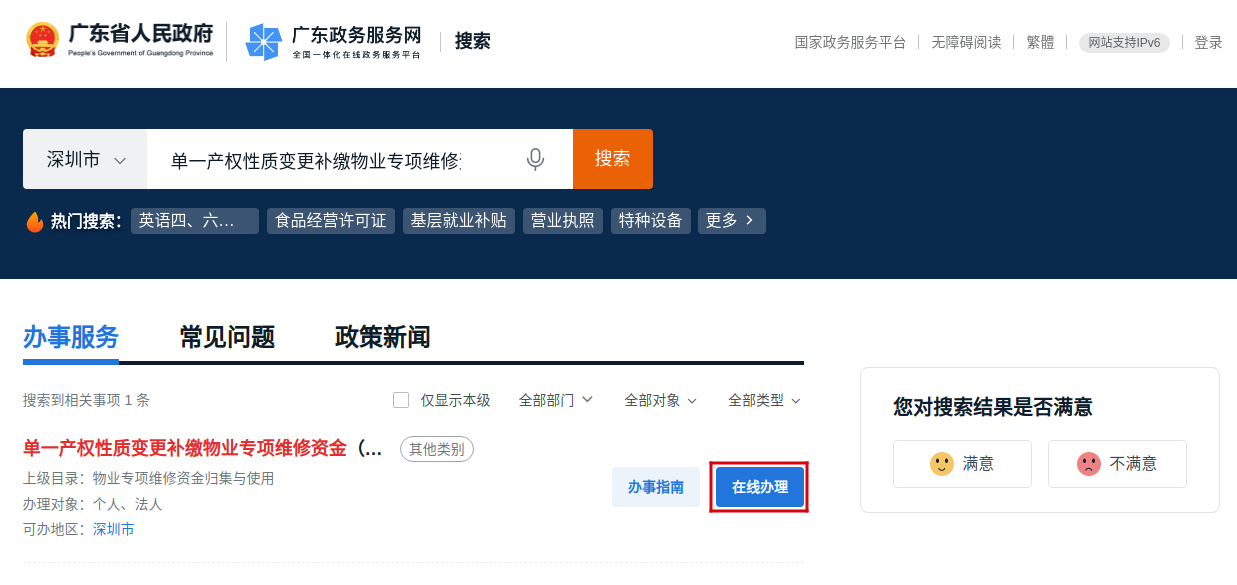 广东省人民政府
People's Government of Guangdong Province
广东政务服务网
全国一体化在线政务服务平台
搜索
国家政务服务平台 无障碍阅读 繁體 网站支持IPv6 登录
深圳市 单一产权性质变更补缴物业专项维修 搜索
热门搜索： 英语四、六… 食品经营许可证 基层就业补贴 营业执照 特种设备 更多
办事服务 常见问题 政策新闻
搜索到相关事项 1 条 仅显示本级 全部部门 全部对象 全部类型
单一产权性质变更补缴物业专项维修资金（... 其他类别
上级目录：物业专项维修资金归集与使用
办理对象：个人、法人
可办地区：深圳市
办事指南 在线办理
您对搜索结果是否满意
满意 不满意